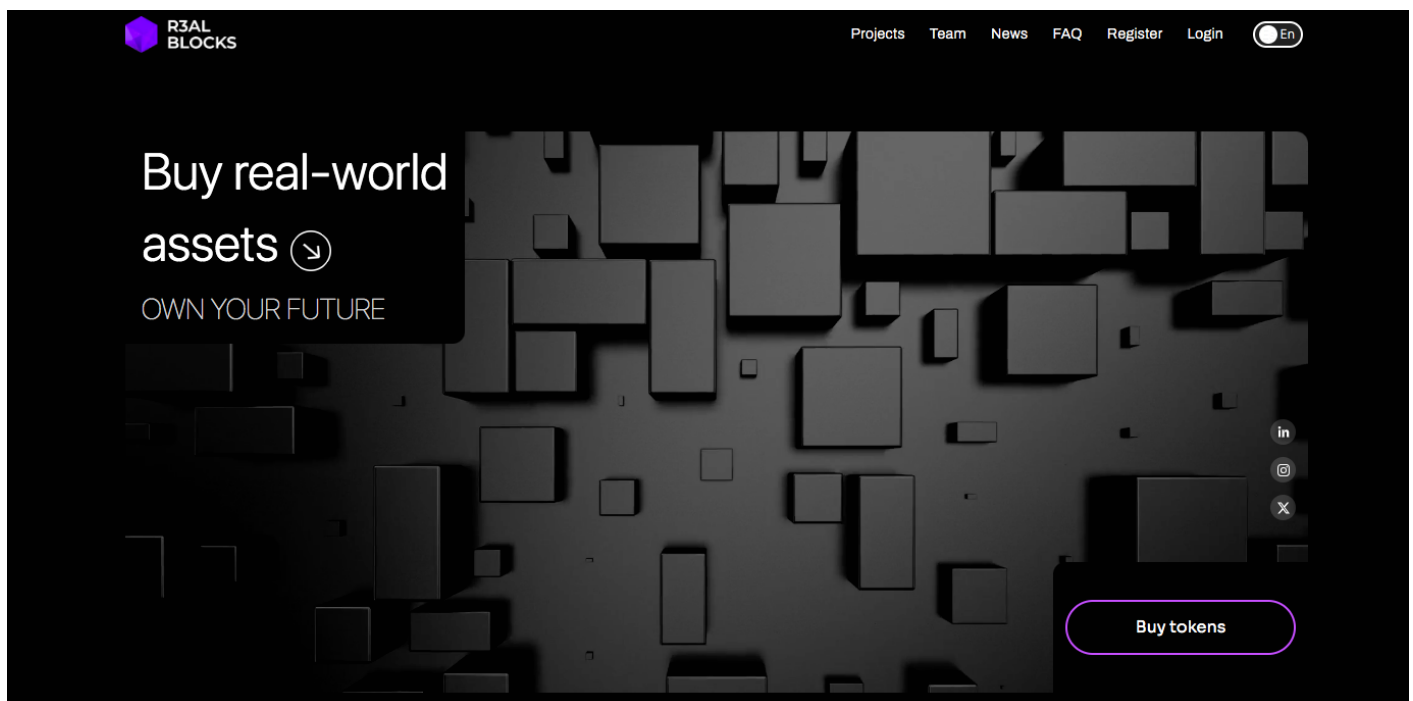 R3AL
BLOCKS
Projects Team News FAQ Register Login En
Buy real-world
assets
OWN YOUR FUTURE
in
X
Buy tokens